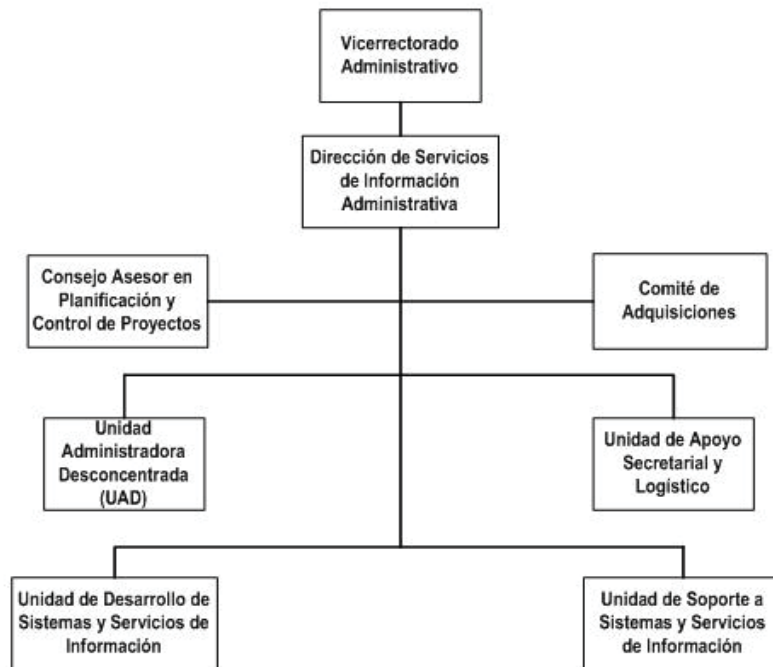 Vicerrectorado
Administrativo
Dirección de Servicios
de Información
Administrativa
Consejo Asesor en
Planificación y
Control de Proyectos
Comité de
Adquisiciones
Unidad
Administradora
Desconcentrada
(UAD)
Unidad de Apoyo
Secretarial y
Logístico
Unidad de Desarrollo de
Sistemas y Servicios de
Información
Unidad de Soporte a
Sistemas y Servicios
de Información